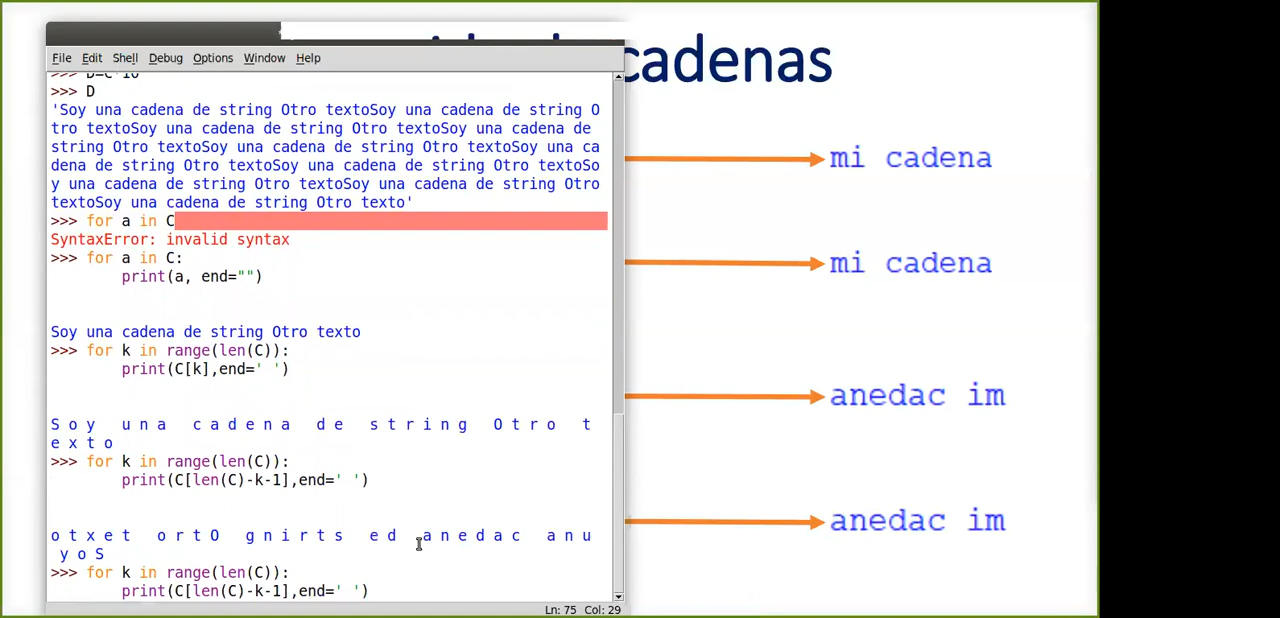 cadenas
File Edit Shell Debug Options Window Help
>>> D=C*10
>>> D
'Soy una cadena de string Otro textoSoy una cadena de string O
tro textoSoy una cadena de string Otro textoSoy una cadena de
string Otro textoSoy una cadena de string Otro textoSoy una ca
dena de string Otro textoSoy una cadena de string Otro textoSo
y una cadena de string Otro textoSoy una cadena de string Otro
textoSoy una cadena de string Otro texto'
>>> for a in C
SyntaxError: invalid syntax
>>> for a in C:
print(a, end="")
Soy una cadena de string Otro texto
>>> for k in range(len(C)):
print(C[k],end=' ')
S o y   u n a   c a d e n a   d e   s t r i n g   O t r o   t
e x t o
>>> for k in range(len(C)):
print(C[len(C)-k-1],end=' ')
o t x e t   o r t O   g n i r t s   e d   a n e d a c   a n u
y o S
>>> for k in range(len(C)):
print(C[len(C)-k-1],end=' ')
Ln: 75 Col: 29
mi cadena
mi cadena
anedac im
anedac im